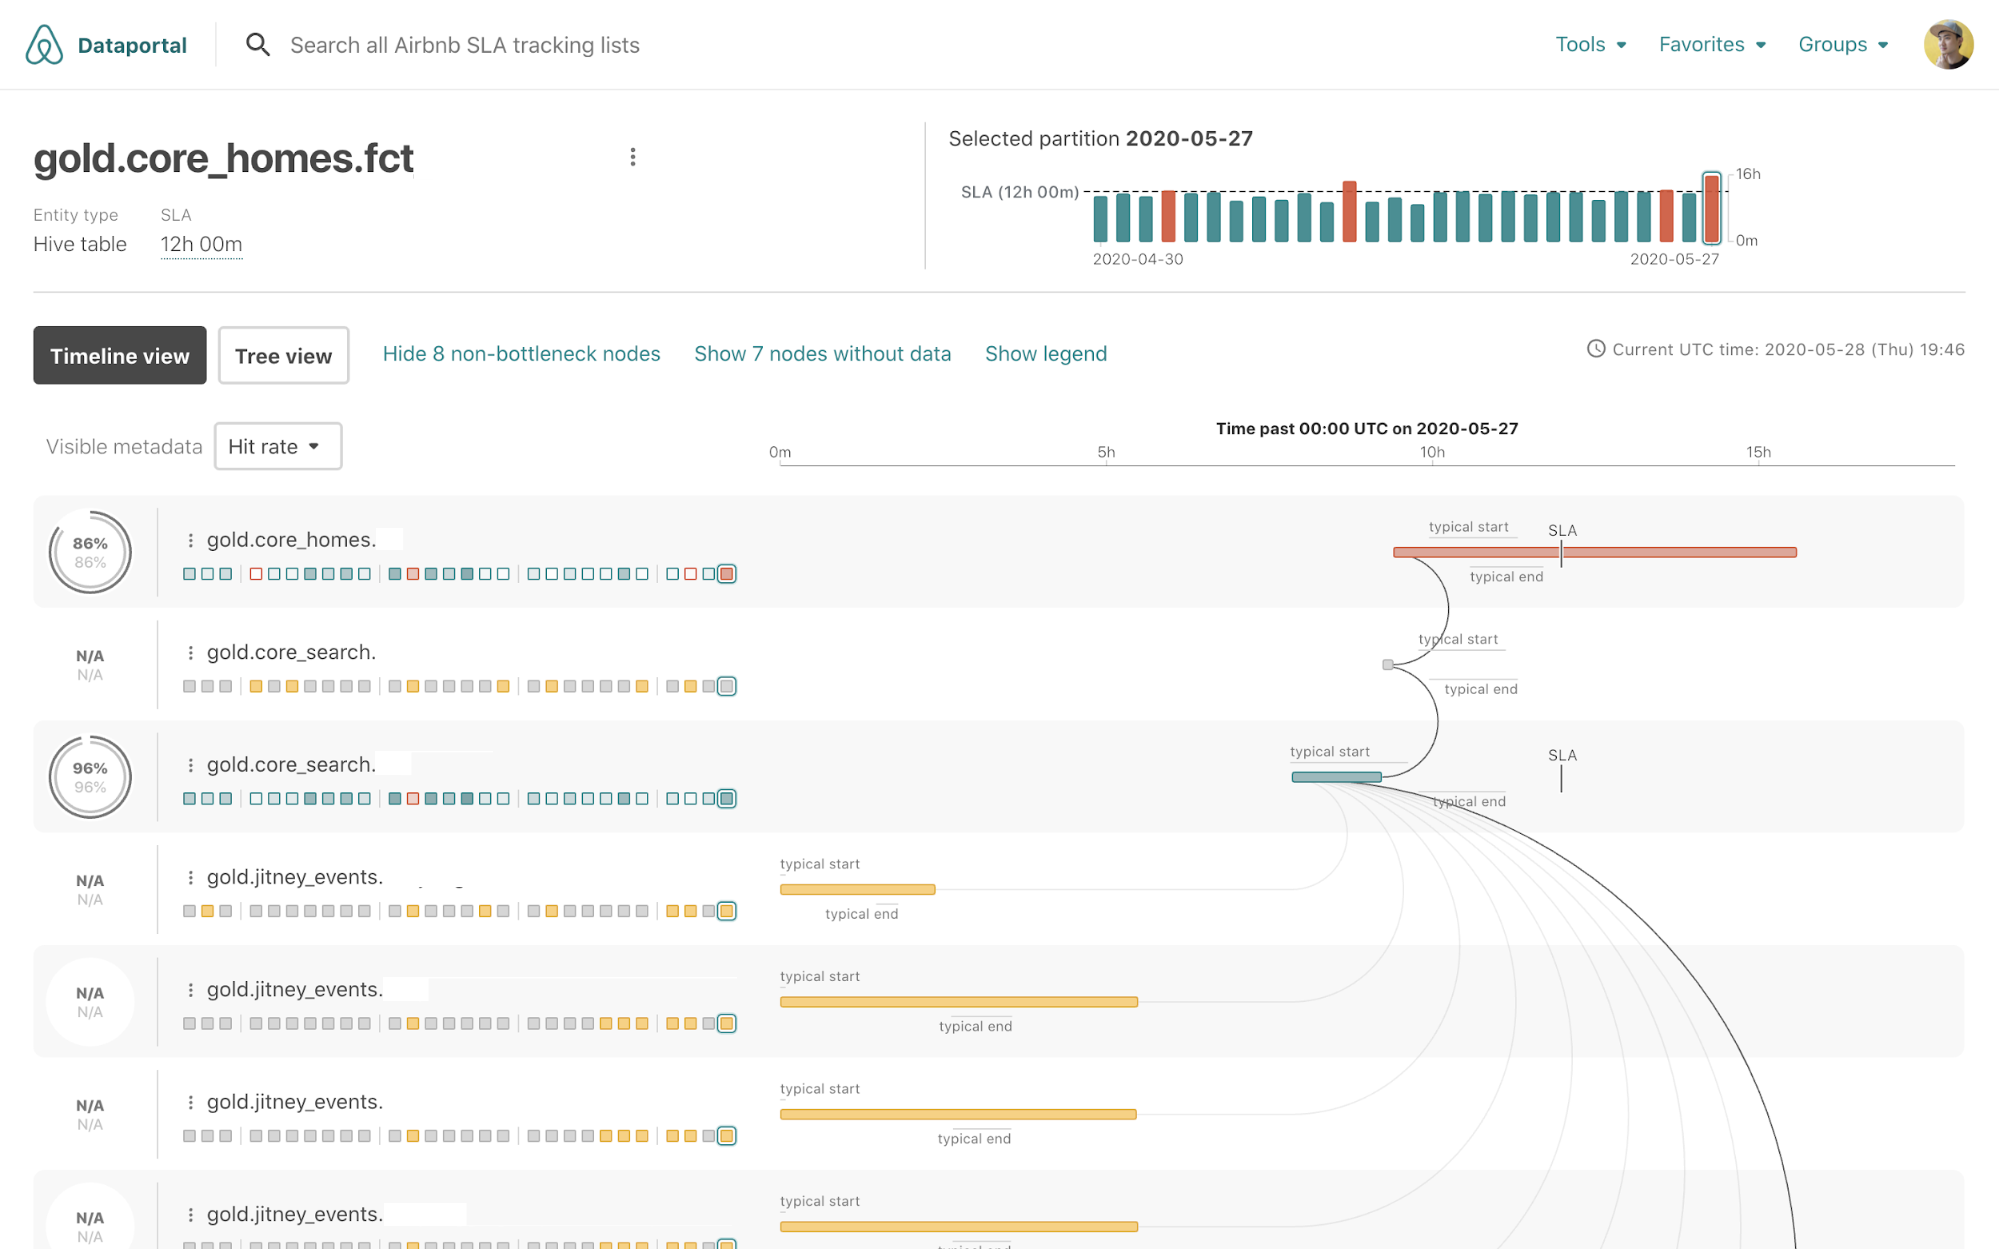 Dataportal
Search all Airbnb SLA tracking lists
Tools
Favorites
Groups
gold.core_homes.fct
Entity type
SLA
Hive table
12h 00m
Selected partition 2020-05-27
SLA (12h 00m)
16h
0m
2020-04-30
2020-05-27
Timeline view
Tree view
Hide 8 non-bottleneck nodes
Show 7 nodes without data
Show legend
Current UTC time: 2020-05-28 (Thu) 19:46
Visible metadata
Hit rate
Time past 00:00 UTC on 2020-05-27
0m
5h
10h
15h
86%
86%
gold.core_homes.
typical start
SLA
typical end
N/A
N/A
gold.core_search.
typical start
typical end
96%
96%
gold.core_search.
typical start
SLA
typical end
N/A
N/A
gold.jitney_events.
typical start
typical end
N/A
N/A
gold.jitney_events.
typical start
typical end
N/A
N/A
gold.jitney_events.
typical start
typical end
N/A
N/A
gold.jitney_events.
typical start